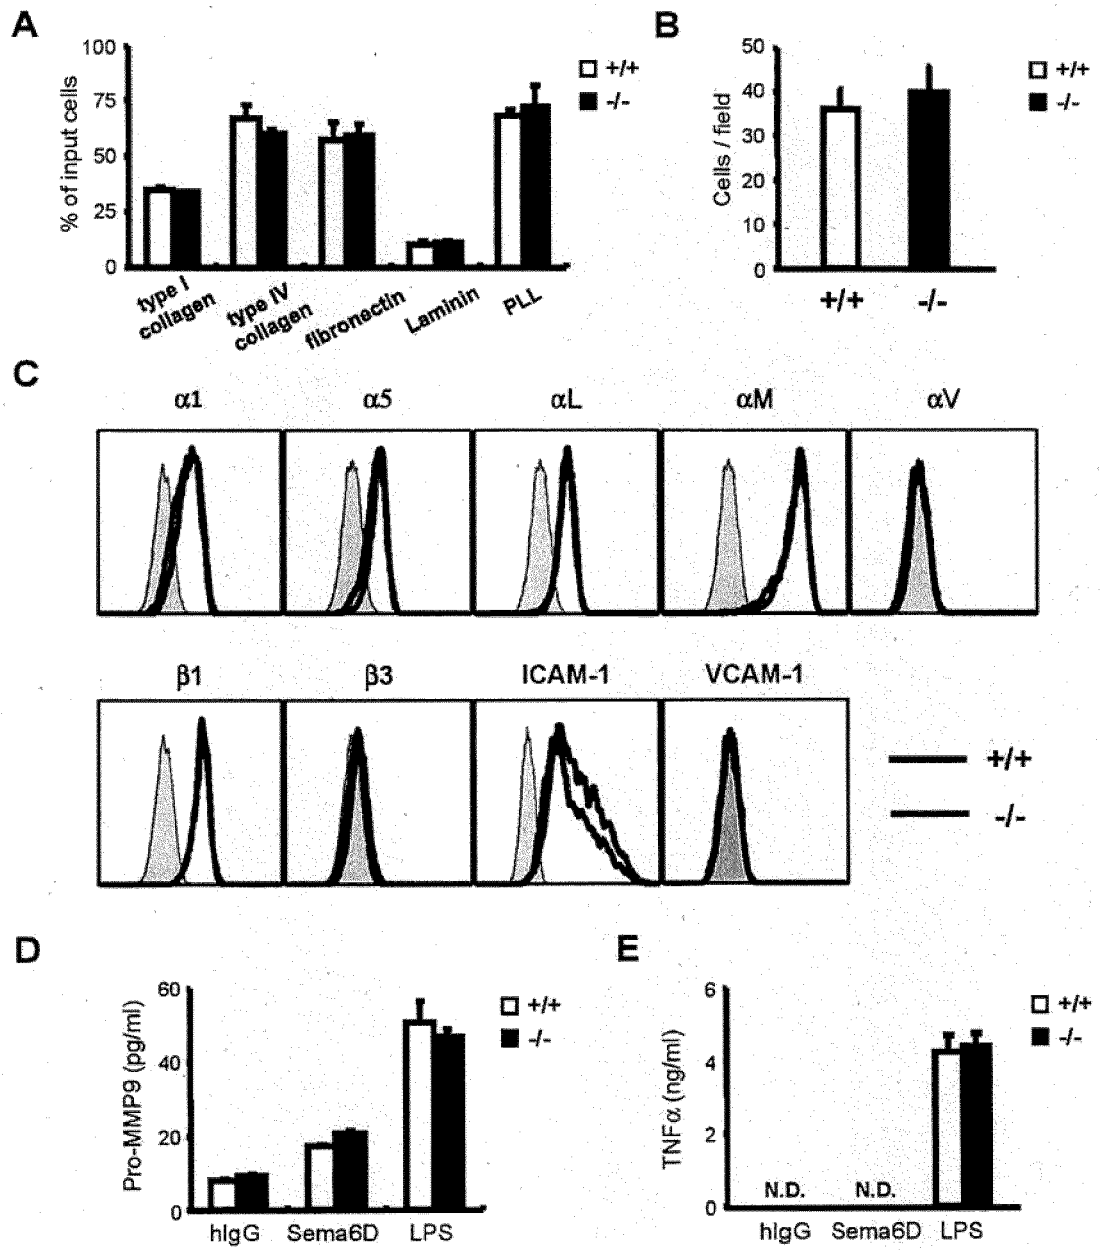 A
100
75
50
25
0
% of input cells
+/+
-/-
type I
collagen
type IV
collagen
fibronectin
Laminin
PLL
B
50
40
30
20
10
0
Cells / field
+/+
-/-
+/+
-/-
C
α1
α5
αL
αM
αV
β1
β3
ICAM-1
VCAM-1
+/+
-/-
D
60
40
20
0
Pro-MMP9 (pg/ml)
+/+
-/-
hIgG
Sema6D
LPS
E
6
4
2
0
TNFα (ng/ml)
+/+
-/-
N.D.
N.D.
hIgG
Sema6D
LPS